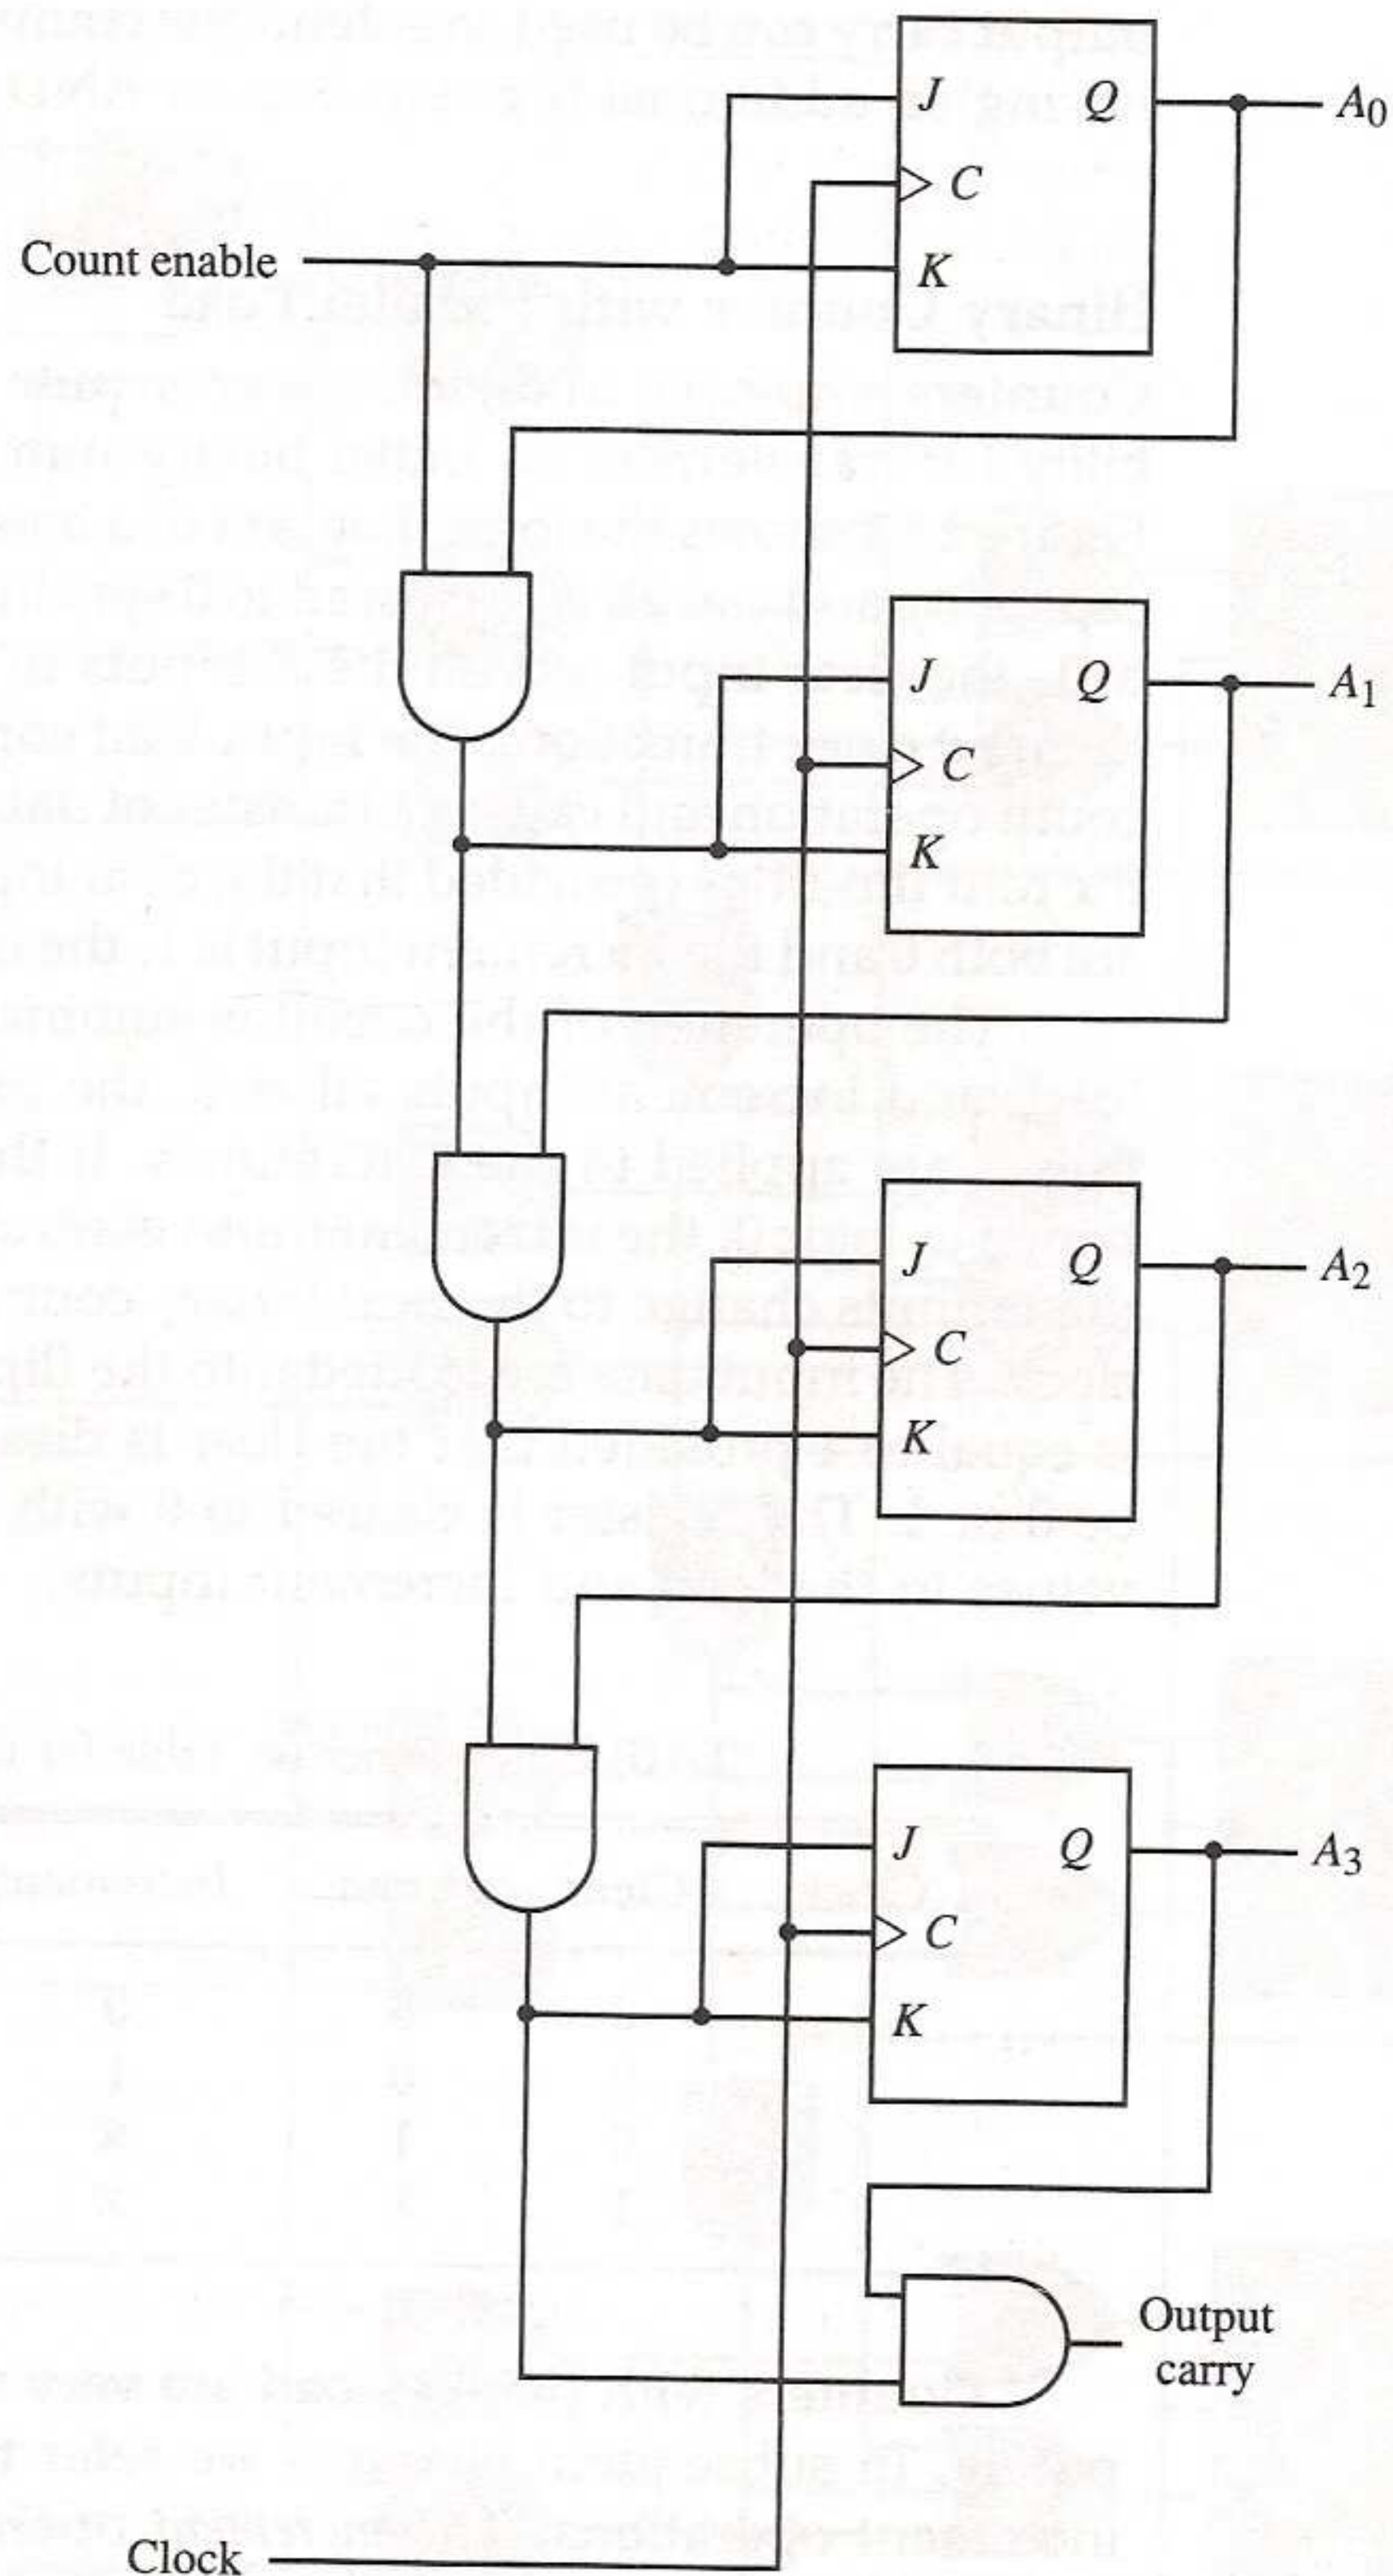 J Q A0
C
Count enable K
J Q A1
C
K
J Q A2
C
K
J Q A3
C
K
Output
carry
Clock